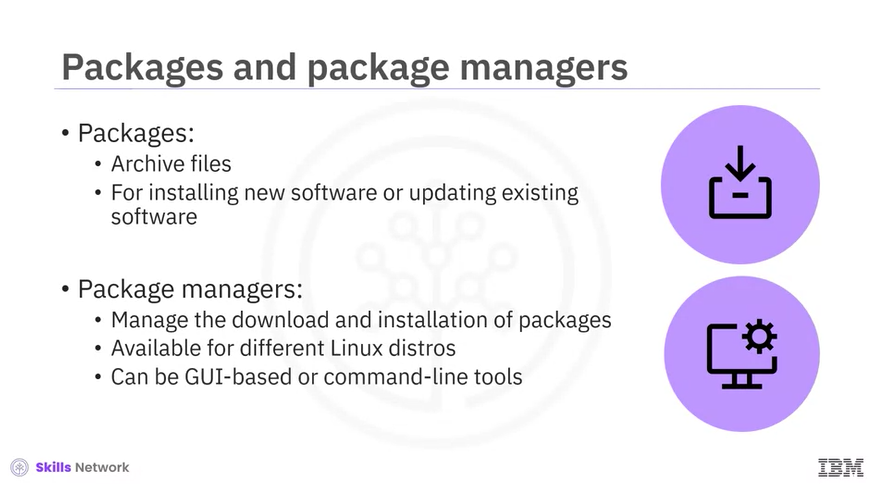 Packages and package managers
• Packages:
• Archive files
• For installing new software or updating existing
software
• Package managers:
• Manage the download and installation of packages
• Available for different Linux distros
• Can be GUI-based or command-line tools
Skills Network
IBM